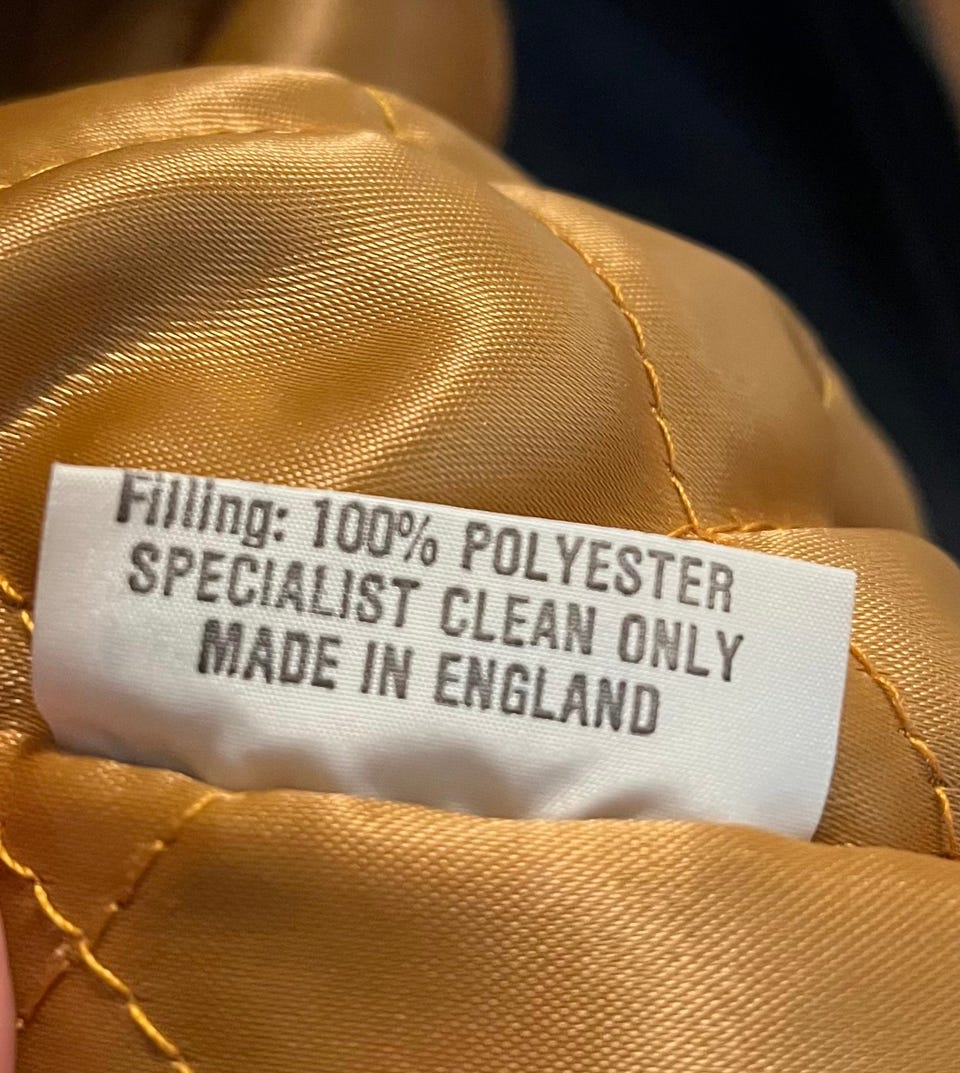 Filling: 100% POLYESTER
SPECIALIST CLEAN ONLY
MADE IN ENGLAND